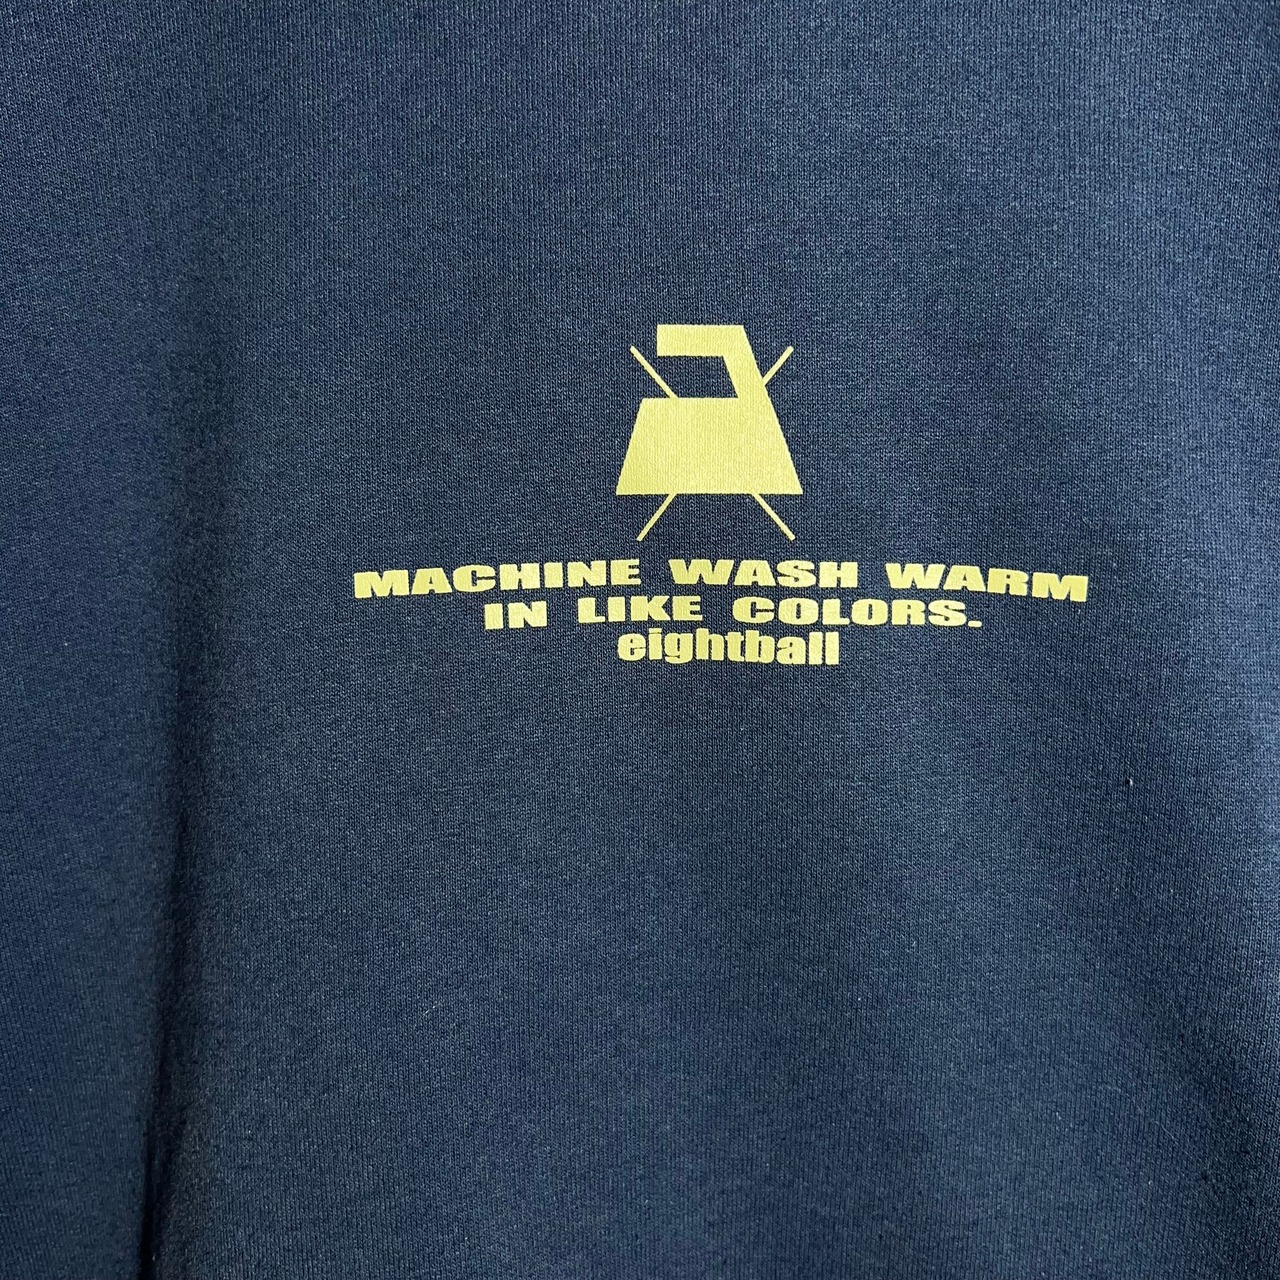 MACHINE WASH WARM
IN LIKE COLORS.
eightball